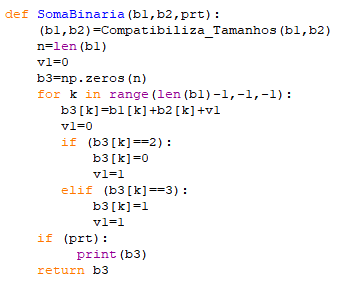 def SomaBinaria(b1,b2,prt):
    (b1,b2)=Compatibiliza_Tamanhos(b1,b2)
    n=len(b1)
    v1=0
    b3=np.zeros(n)
    for k in range(len(b1)-1,-1,-1):
       b3[k]=b1[k]+b2[k]+v1
       v1=0
       if (b3[k]==2):
           b3[k]=0
           v1=1
       elif (b3[k]==3):
           b3[k]=1
           v1=1
    if (prt):
         print(b3)
    return b3